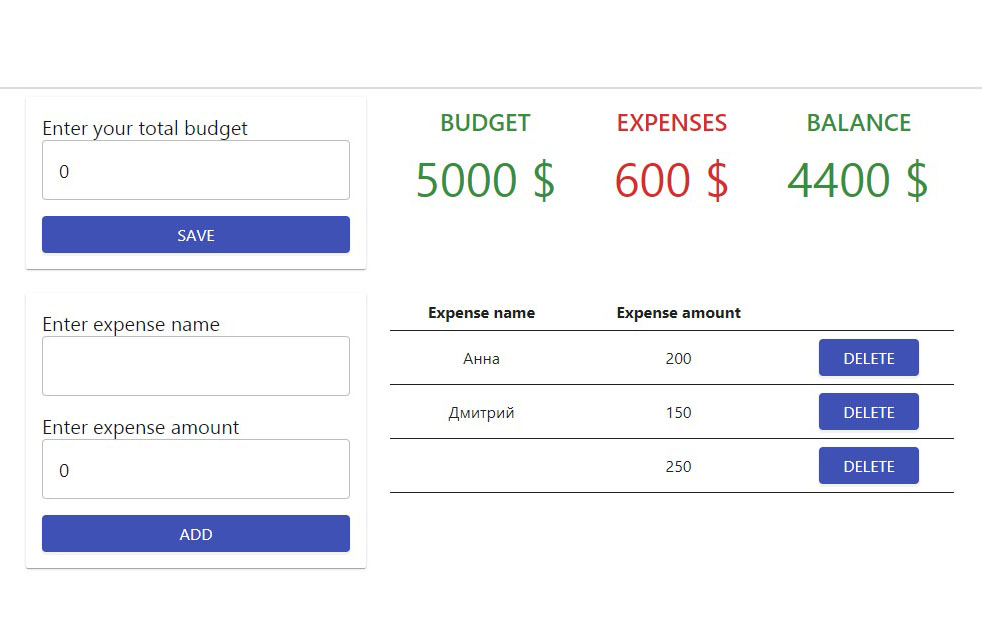 Enter your total budget
0
SAVE
BUDGET EXPENSES BALANCE
5000 $ 600 $ 4400 $
Enter expense name
Enter expense amount
0
ADD
Expense name Expense amount
Анна 200 DELETE
Дмитрий 150 DELETE
250 DELETE